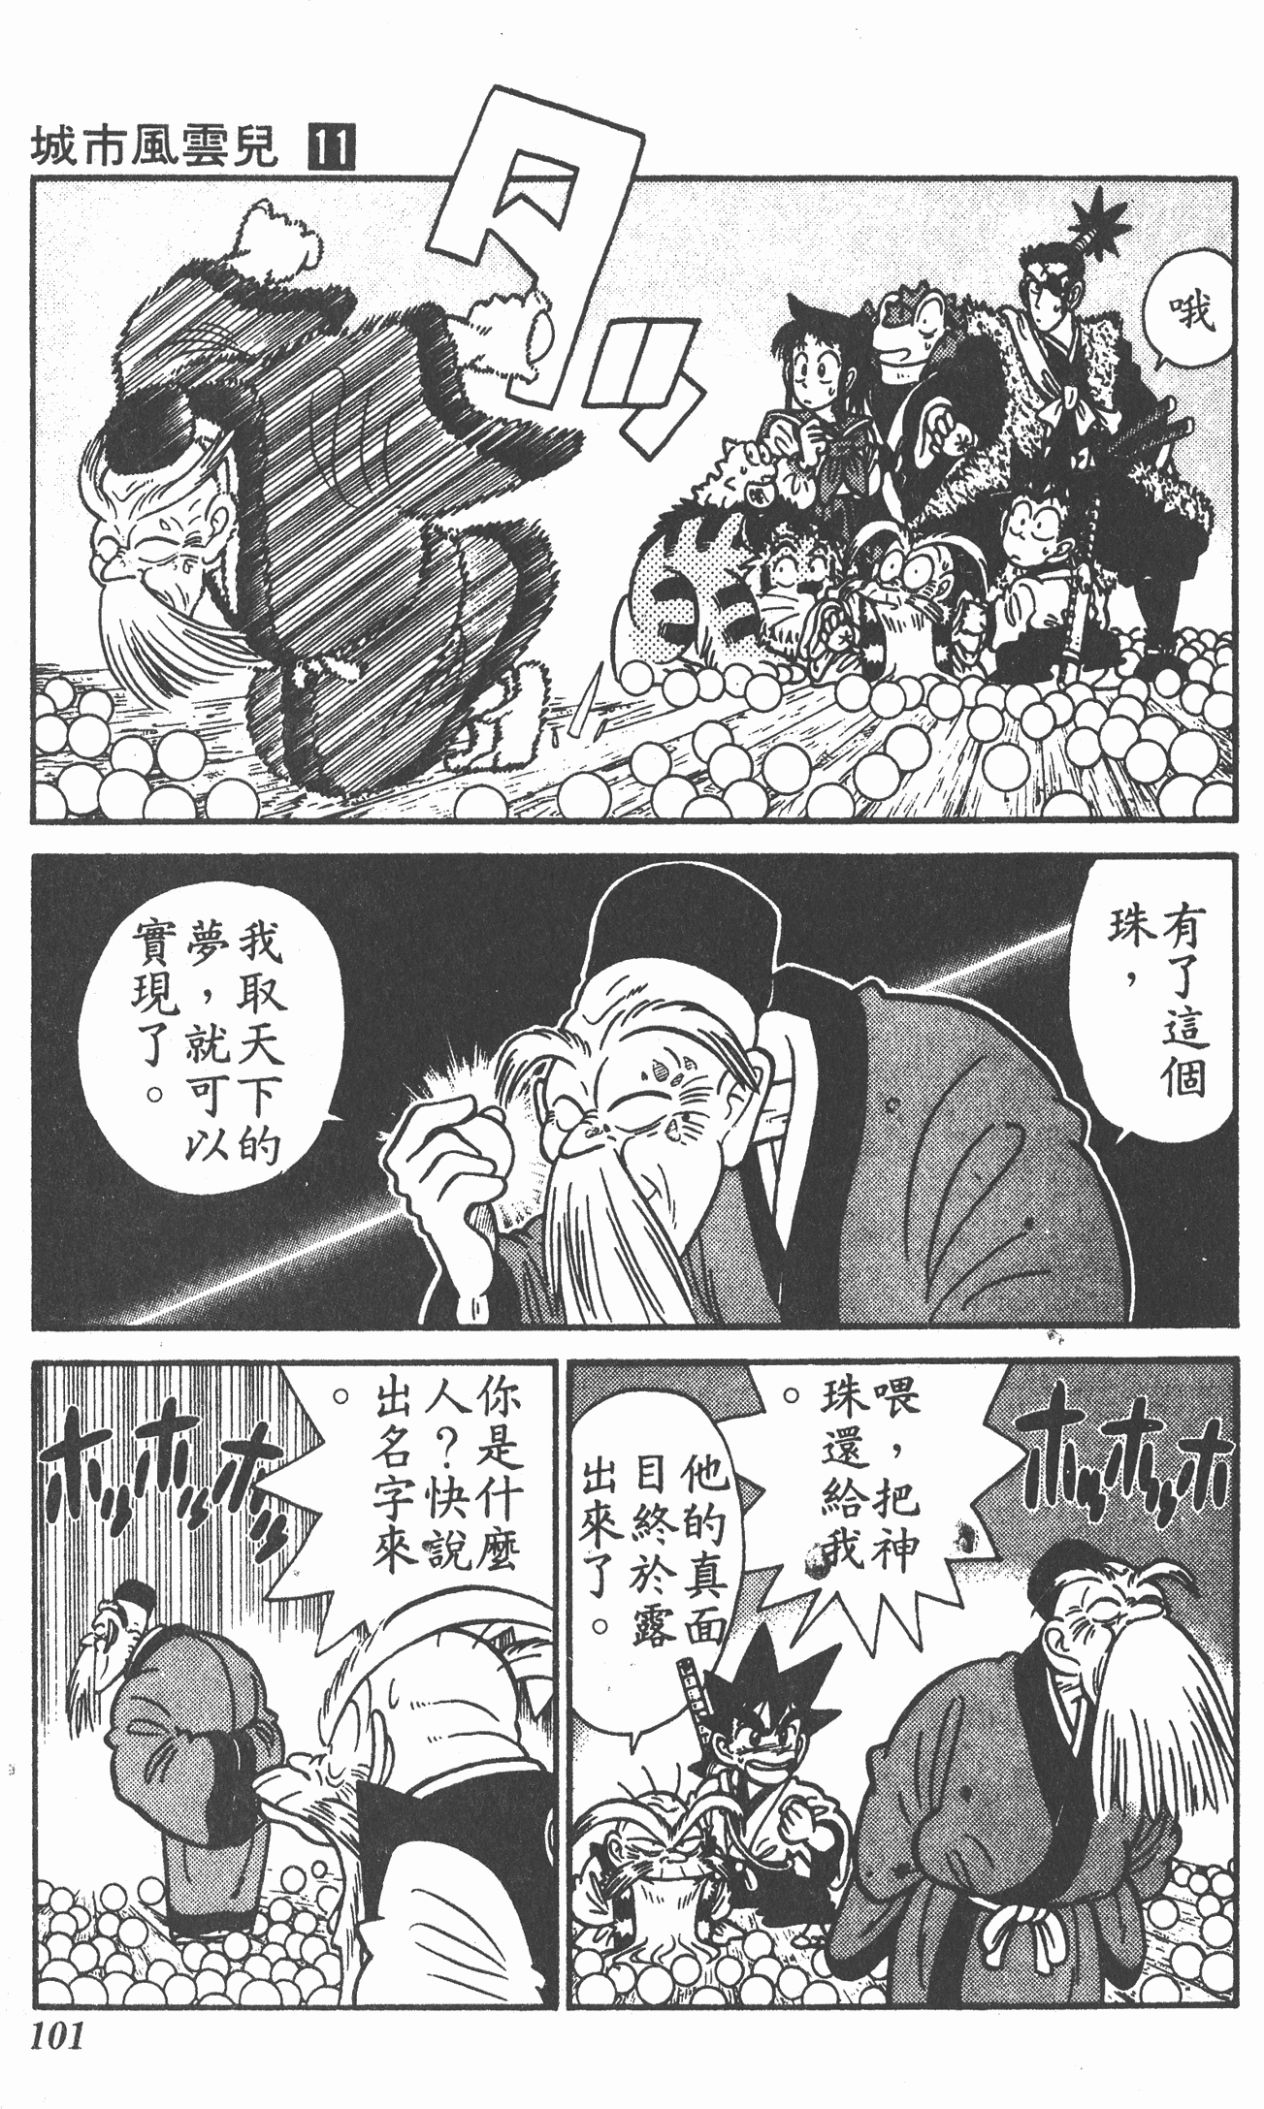 城市風雲兒 11
ダッ
哦
有了這個
珠，
我取天下的
夢，就可以
實現了。
ホッホッホッ
喂，把神
珠還給我
。
他的真面
目終於露
出來了。
你是什麼
人？快說
出名字來
。
ホッホッホッ
101